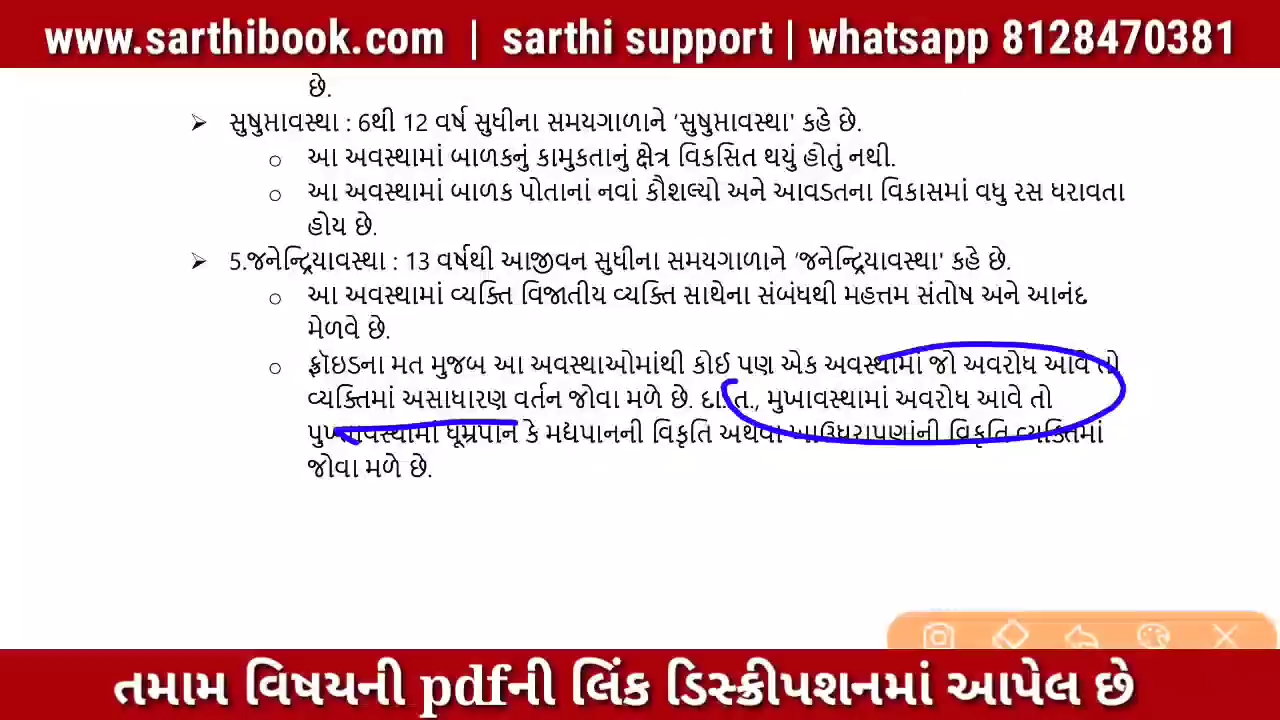 www.sarthibook.com | sarthi support | whatsapp 8128470381
છે.
➢ સુષુપ્તાવસ્થા : 6થી 12 વર્ષ સુધીના સમયગાળાને ‘સુષુપ્તાવસ્થા' કહે છે.
o આ અવસ્થામાં બાળકનું કામુકતાનું ક્ષેત્ર વિકસિત થયું હોતું નથી.
o આ અવસ્થામાં બાળક પોતાનાં નવાં કૌશલ્યો અને આવડતના વિકાસમાં વધુ રસ ધરાવતા
હોય છે.
➢ 5.જનેન્દ્રિયાવસ્થા : 13 વર્ષથી આજીવન સુધીના સમયગાળાને ‘જનેન્દ્રિયાવસ્થા' કહે છે.
o આ અવસ્થામાં વ્યક્તિ વિજાતીય વ્યક્તિ સાથેના સંબંધથી મહત્તમ સંતોષ અને આનંદ
મેળવે છે.
o ફ્રૉઇડના મત મુજબ આ અવસ્થાઓમાંથી કોઈ પણ એક અવસ્થામાં જો અવરોધ આવે તો
વ્યક્તિમાં અસાધારણ વર્તન જોવા મળે છે. દા.ત., મુખાવસ્થામાં અવરોધ આવે તો
પુખ્તાવસ્થામાં ધૂમ્રપાન કે મદ્યપાનની વિકૃતિ અથવા ખાઉધરાપણાંની વિકૃતિ વ્યક્તિમાં
જોવા મળે છે.
તમામ વિષયની pdfની લિંક ડિસ્ક્રીપશનમાં આપેલ છે